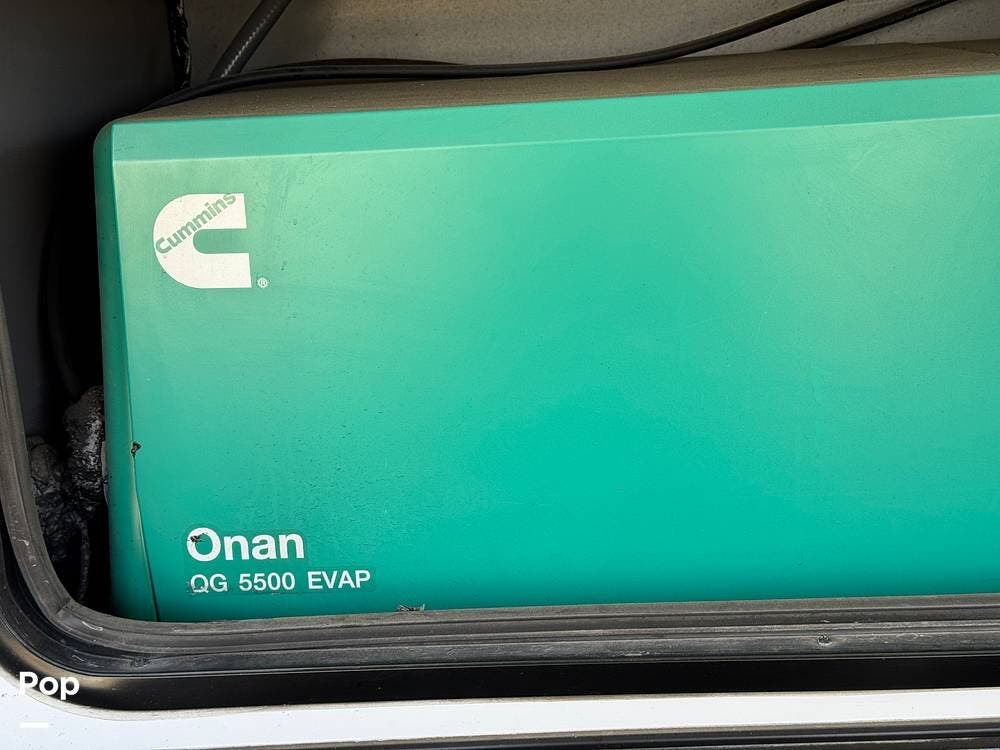 Cummins
®
Onan
QG 5500 EVAP
Pop